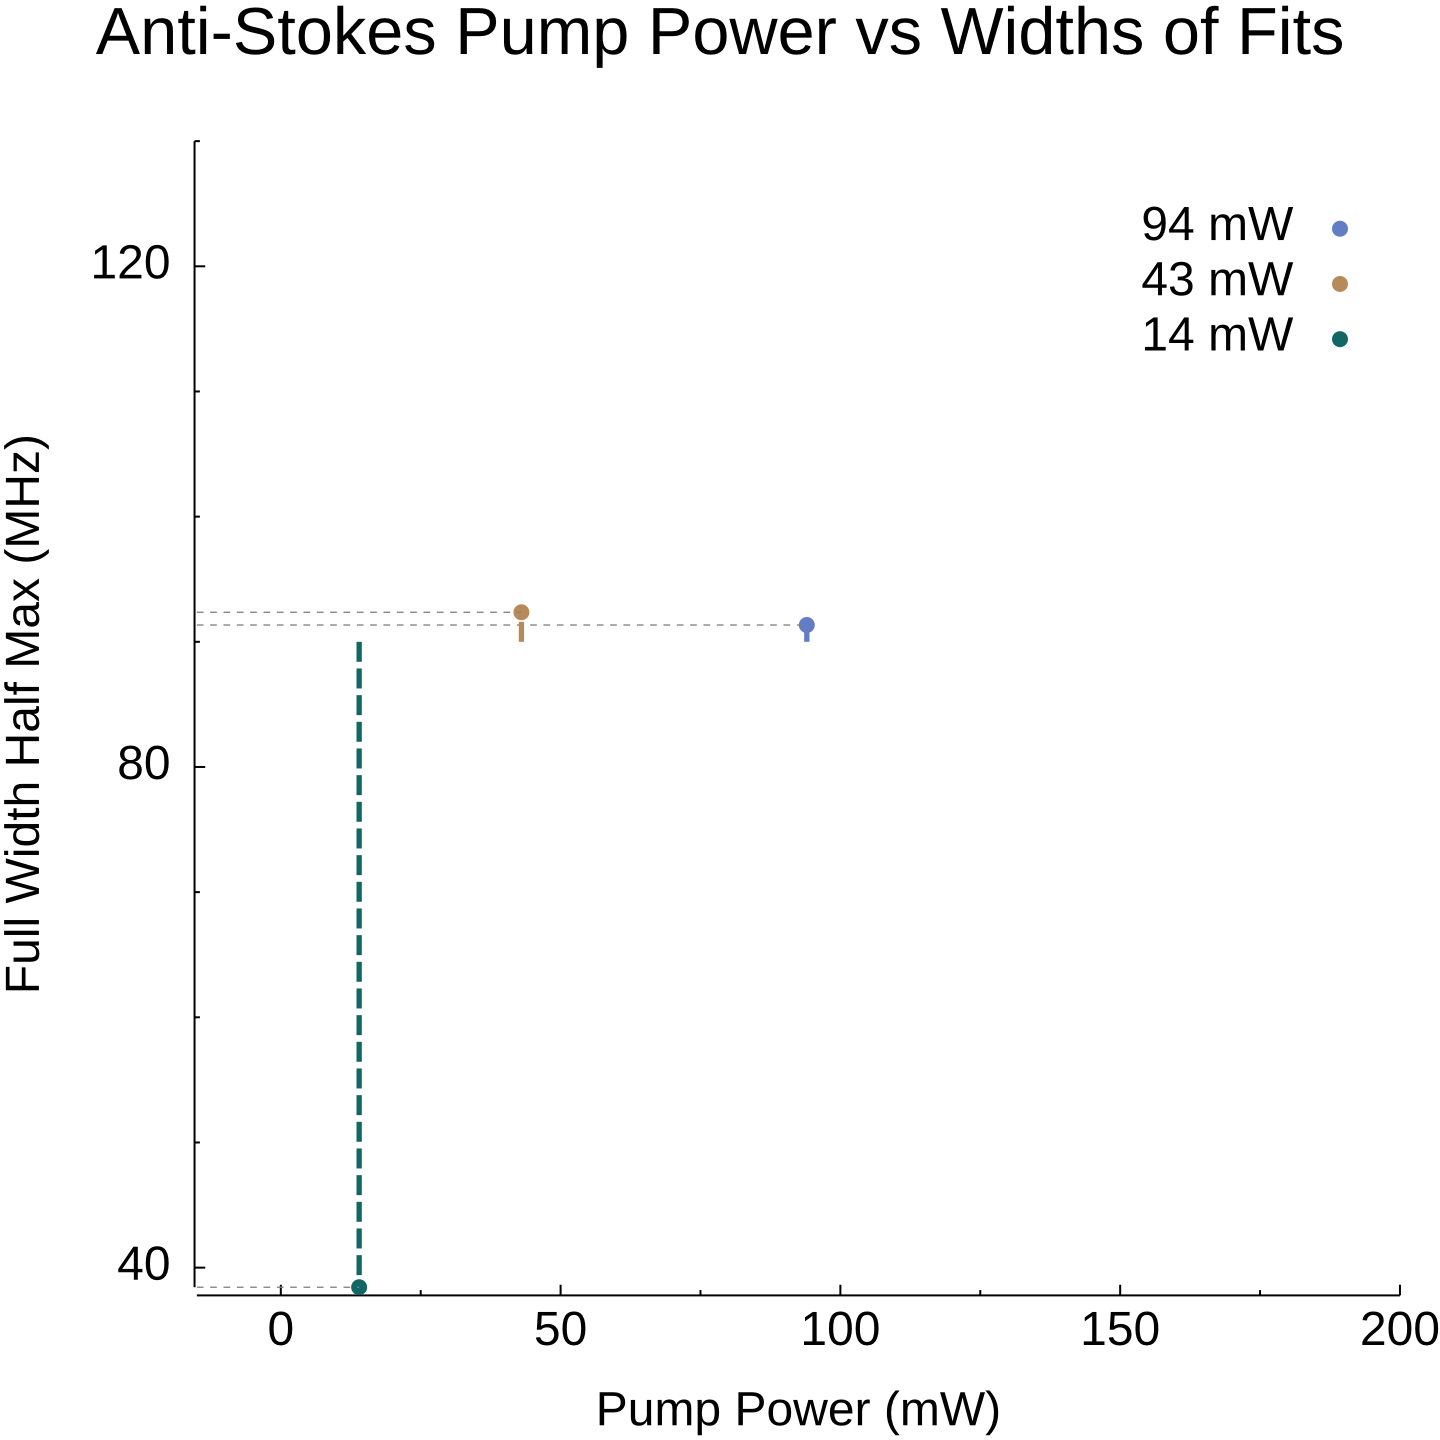 Anti-Stokes Pump Power vs Widths of Fits
94 mW
43 mW
14 mW
120
80
40
Full Width Half Max (MHz)
0 50 100 150 200
Pump Power (mW)